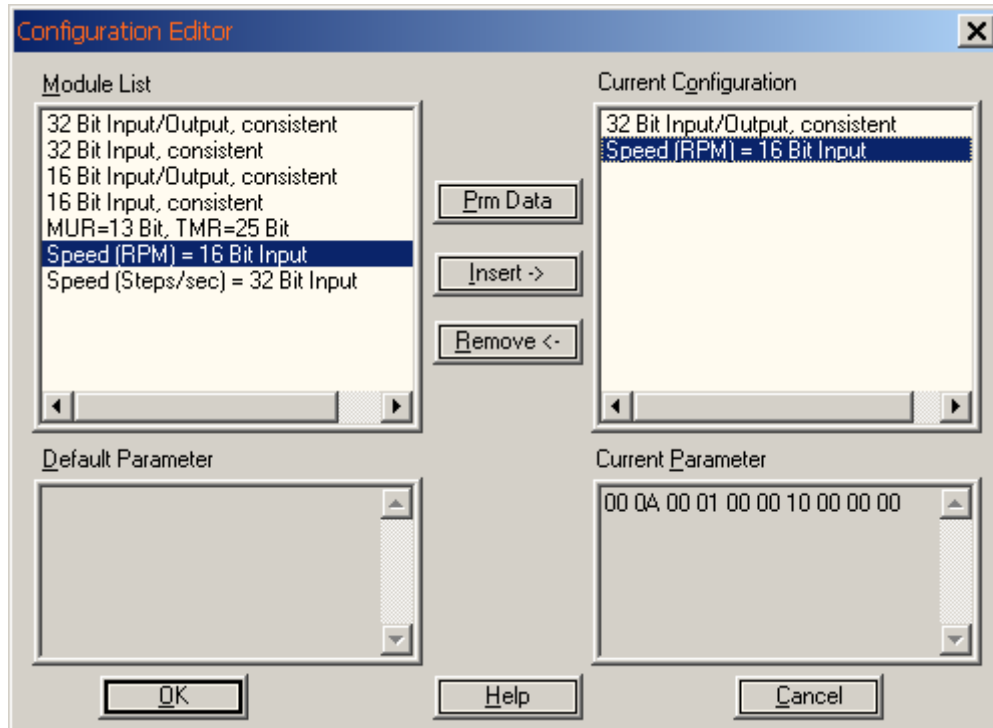 Configuration Editor
Module List
32 Bit Input/Output, consistent
32 Bit Input, consistent
16 Bit Input/Output, consistent
16 Bit Input, consistent
MUR=13 Bit, TMR=25 Bit
Speed (RPM) = 16 Bit Input
Speed (Steps/sec) = 32 Bit Input
Prm Data
Insert ->
Remove <-
Current Configuration
32 Bit Input/Output, consistent
Speed (RPM) = 16 Bit Input
Default Parameter
Current Parameter
00 0A 00 01 00 00 10 00 00 00
OK
Help
Cancel